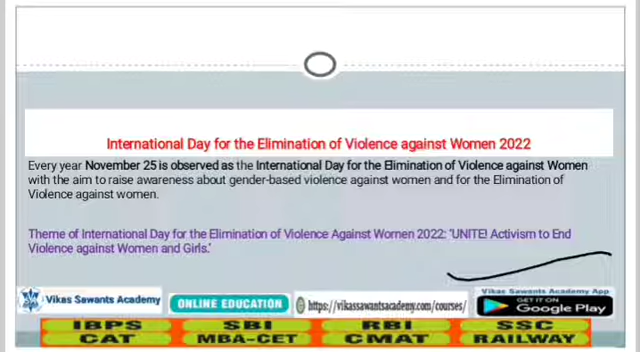 International Day for the Elimination of Violence against Women 2022
Every year November 25 is observed as the International Day for the Elimination of Violence against Women
with the aim to raise awareness about gender-based violence against women and for the Elimination of
Violence against women.
Theme of International Day for the Elimination of Violence Against Women 2022: 'UNITE! Activism to End
Violence against Women and Girls.'
Vikas Sawants Academy App
Vikas Sawants Academy ONLINE EDUCATION https://vikassawantsacademy.com/courses/ GET IT ON Google Play
IBPS SBI RBI SSC
CAT MBA-CET CMAT RAILWAY